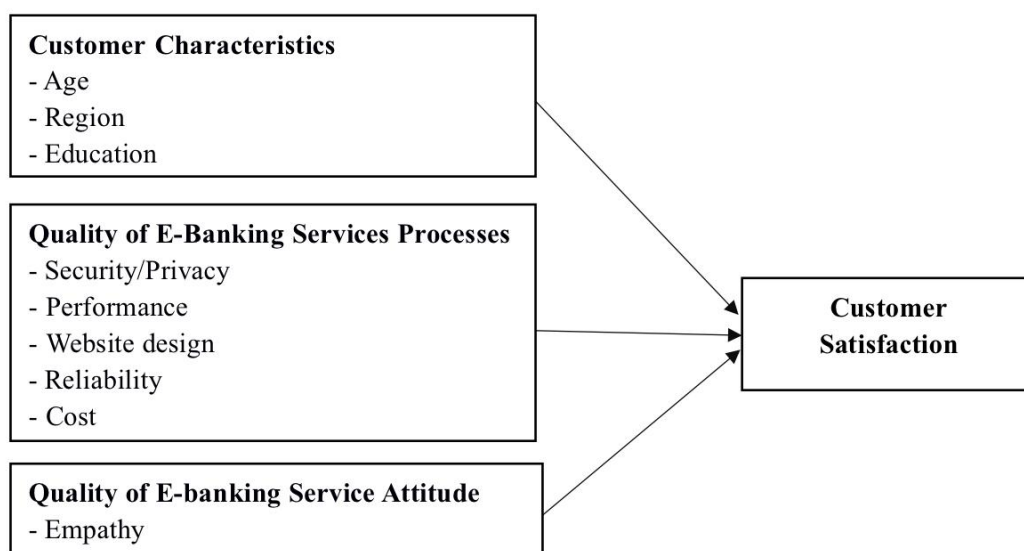 Customer Characteristics
- Age
- Region
- Education
Quality of E-Banking Services Processes
- Security/Privacy
- Performance
- Website design
- Reliability
- Cost
Customer
Satisfaction
Quality of E-banking Service Attitude
- Empathy